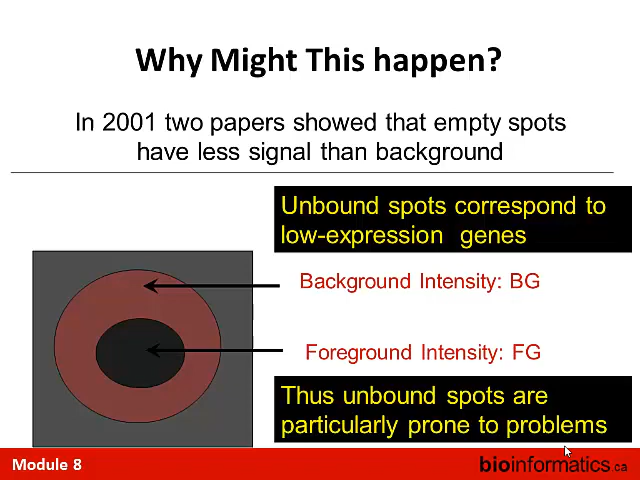 Why Might This happen?
In 2001 two papers showed that empty spots
have less signal than background
Unbound spots correspond to
low-expression genes
Background Intensity: BG
Foreground Intensity: FG
Thus unbound spots are
particularly prone to problems
Module 8
bioinformatics.ca